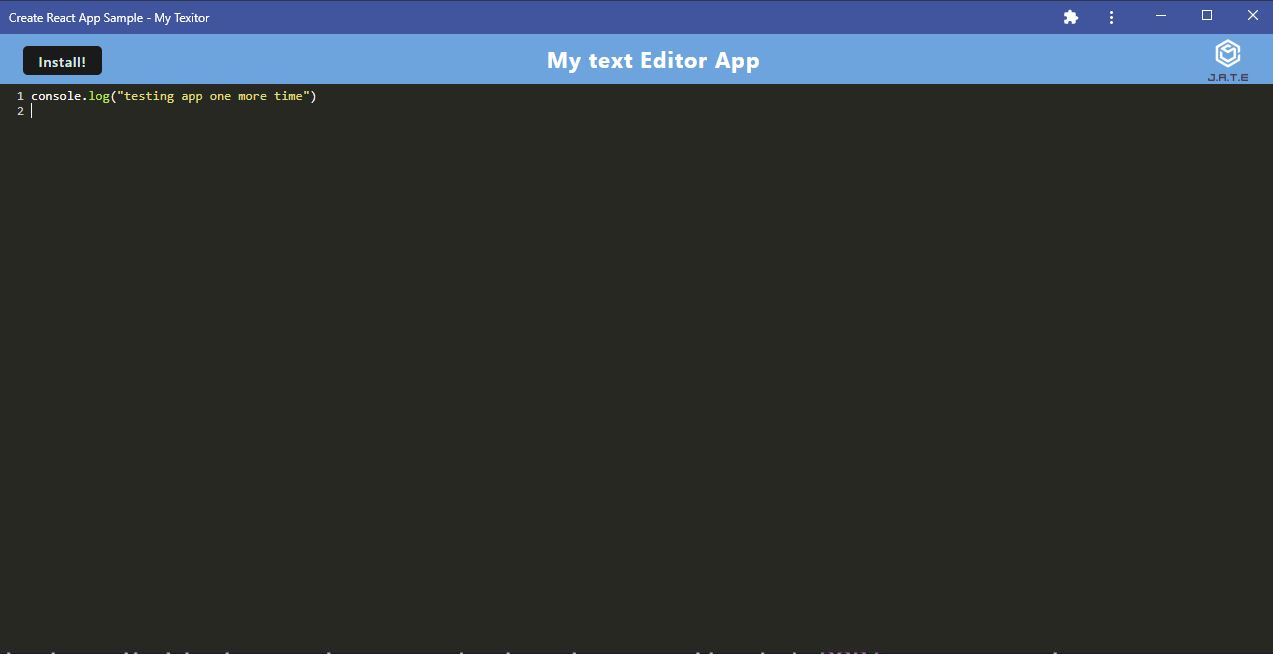 Create React App Sample - My Texitor
Install!
My text Editor App
J.A.T.E
1 console.log("testing app one more time")
2